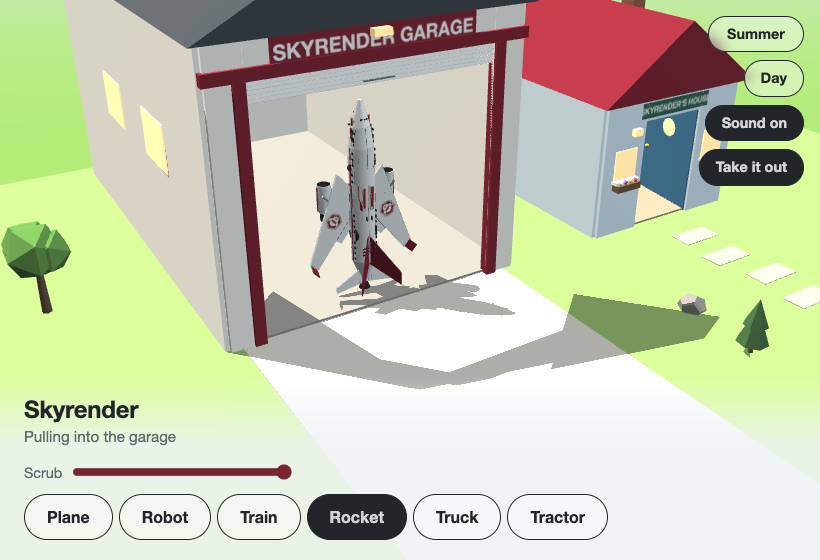 SKYRENDER GARAGE
SKYRENDER'S HOUSE
Summer
Day
Sound on
Take it out
Skyrender
Pulling into the garage
Scrub
Plane
Robot
Train
Rocket
Truck
Tractor